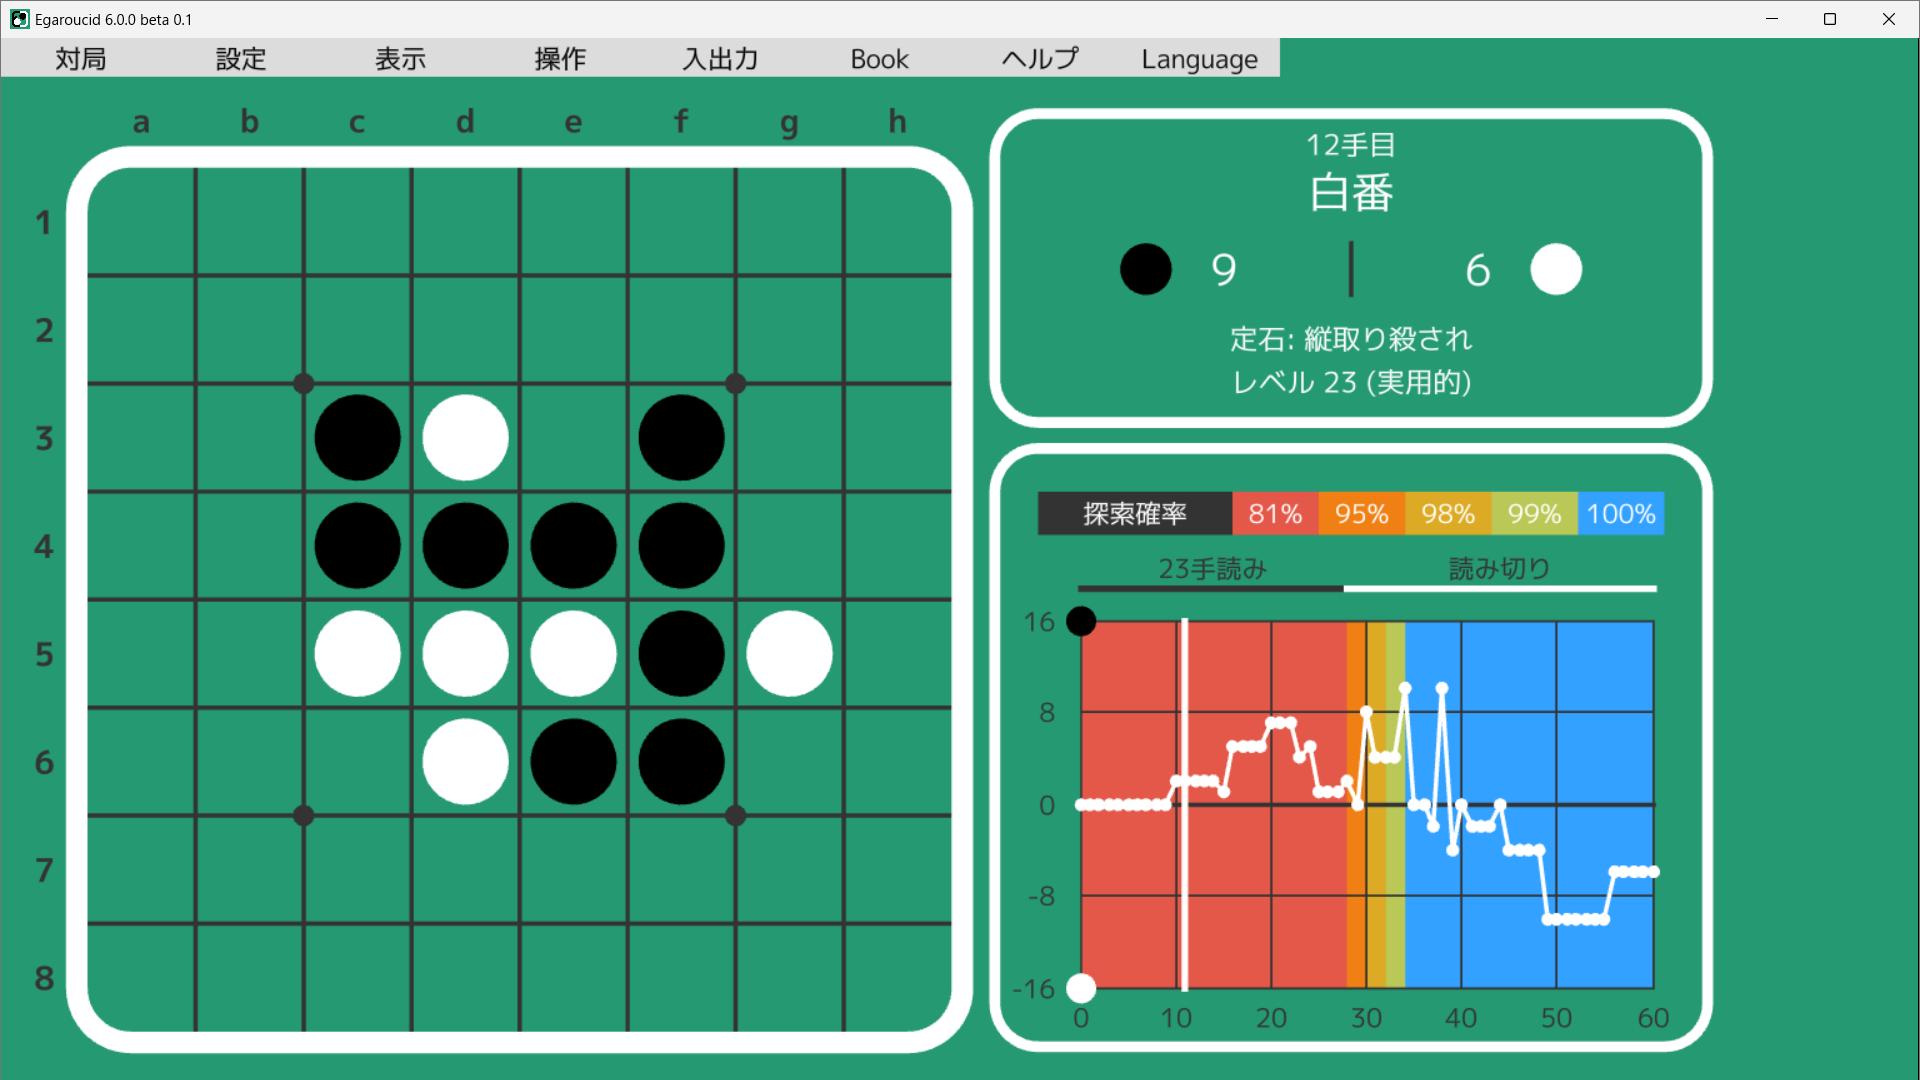 Egaroucid 6.0.0 beta 0.1
対局 設定 表示 操作 入出力 Book ヘルプ Language
a b c d e f g h
1
2
3
4
5
6
7
8
12手目
白番
9 6
定石: 縦取り殺され
レベル 23 (実用的)
探索確率 81% 95% 98% 99% 100%
23手読み 読み切り
16
8
0
-8
-16
0 10 20 30 40 50 60